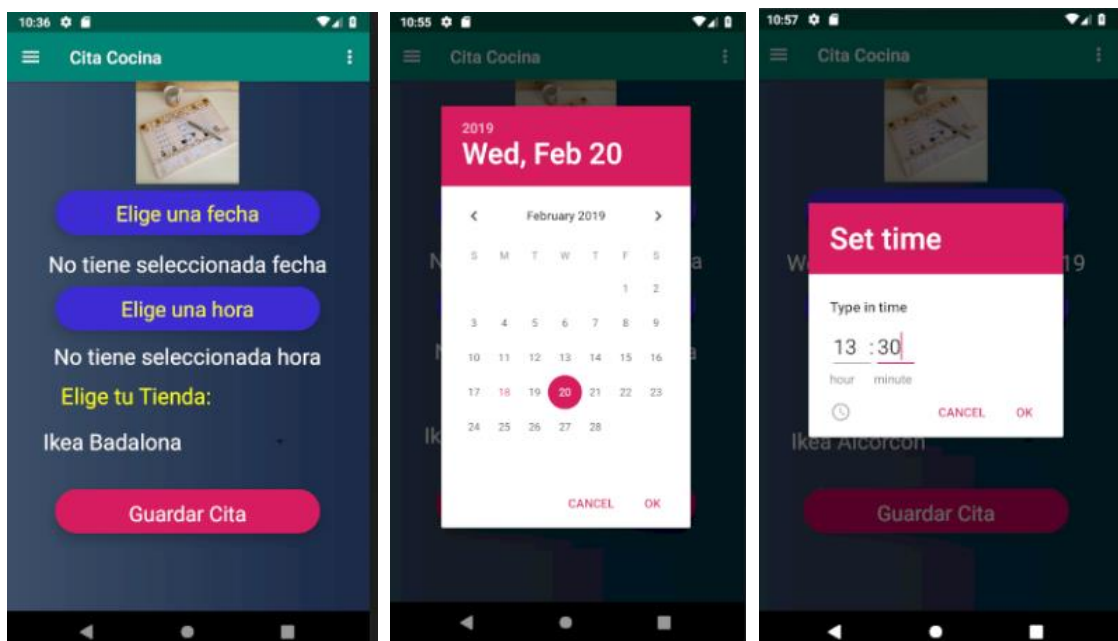 10:36
Cita Cocina
Elige una fecha
No tiene seleccionada fecha
Elige una hora
No tiene seleccionada hora
Elige tu Tienda:
Ikea Badalona
Guardar Cita
10:55
Cita Cocina
2019
Wed, Feb 20
February 2019
S M T W T F S
1 2
3 4 5 6 7 8 9
10 11 12 13 14 15 16
17 18 19 20 21 22 23
24 25 26 27 28
CANCEL OK
10:57
Cita Cocina
Set time
19
Type in time
13 : 30
hour minute
CANCEL OK
Ikea Alcorcon
Guardar Cita